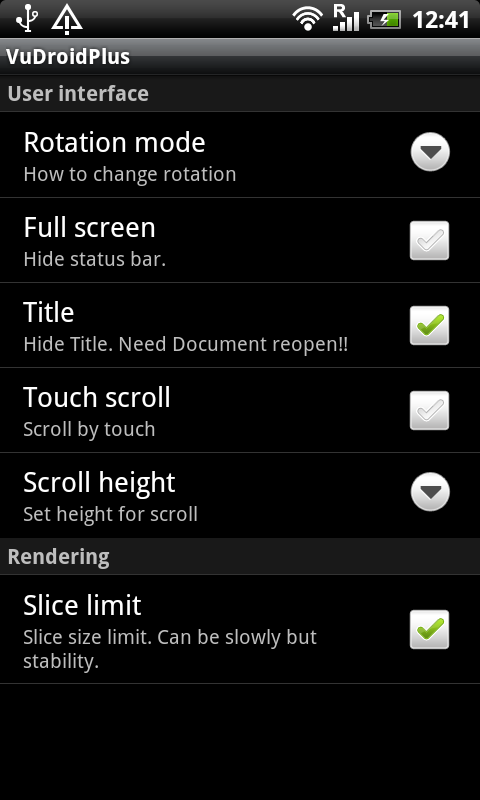 R 12:41
VuDroidPlus
User interface
Rotation mode
How to change rotation
Full screen
Hide status bar.
Title
Hide Title. Need Document reopen!!
Touch scroll
Scroll by touch
Scroll height
Set height for scroll
Rendering
Slice limit
Slice size limit. Can be slowly but
stability.